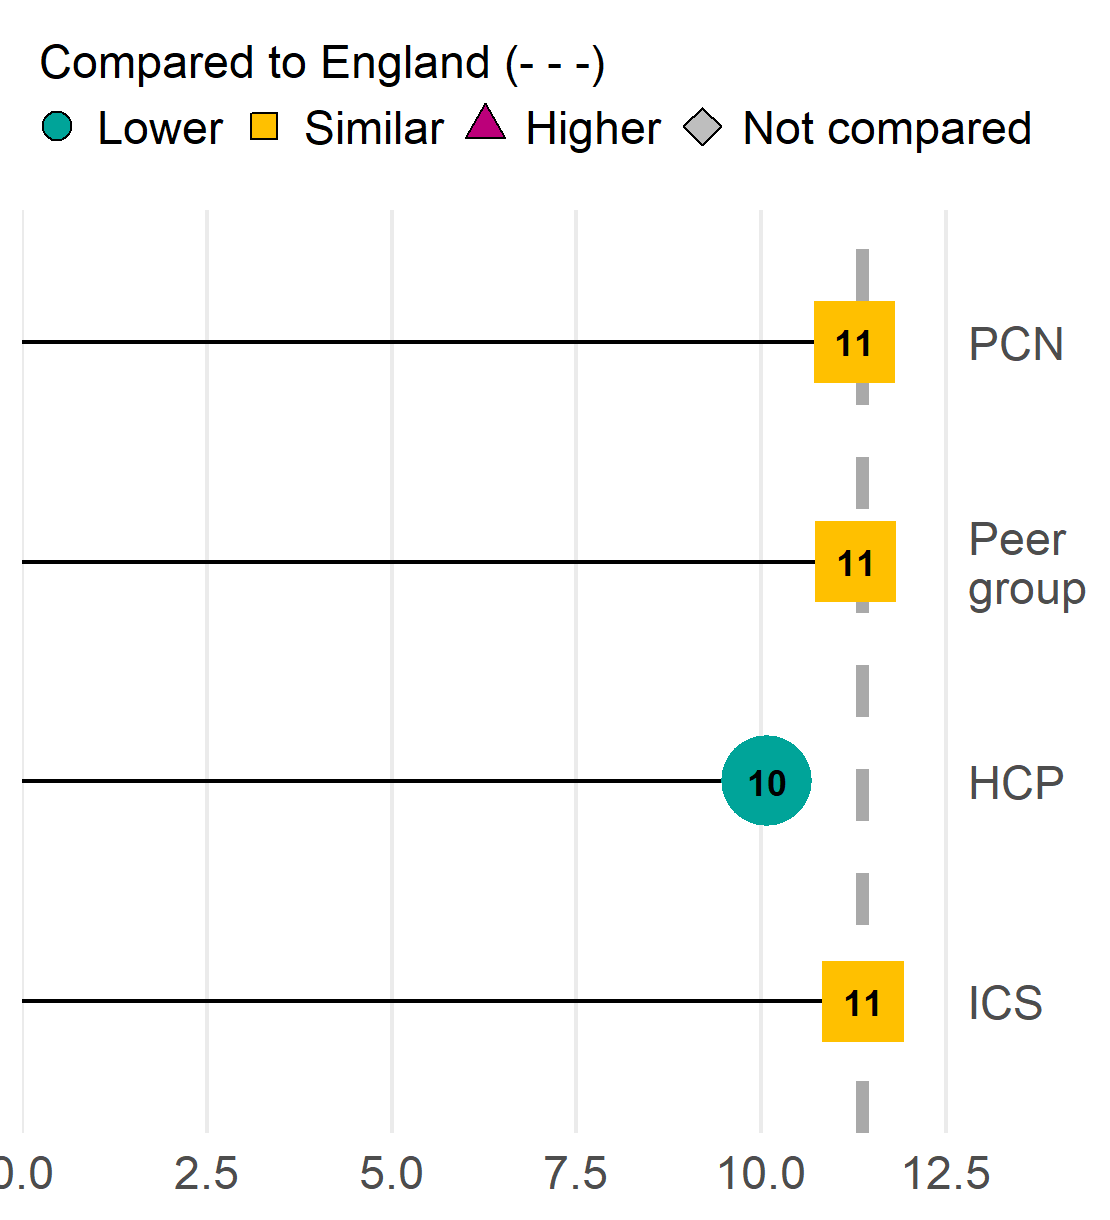 Compared to England (- - -)
Lower Similar Higher Not compared
11 PCN
11 Peer
group
10 HCP
11 ICS
0.0 2.5 5.0 7.5 10.0 12.5